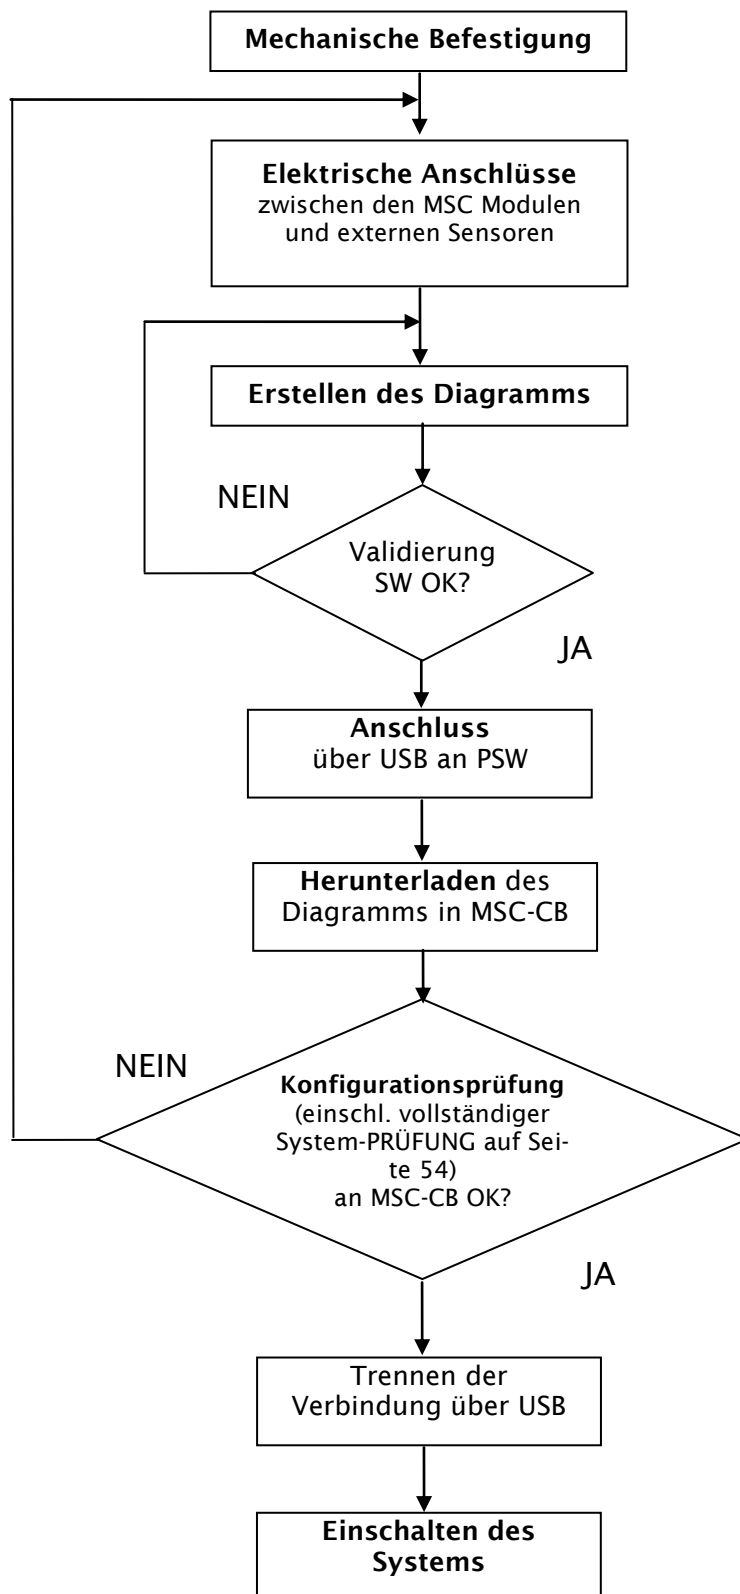 Mechanische Befestigung
Elektrische Anschlüsse
zwischen den MSC Modulen
und externen Sensoren
Erstellen des Diagramms
NEIN
Validierung
SW OK?
JA
Anschluss
über USB an PSW
Herunterladen des
Diagramms in MSC-CB
NEIN
Konfigurationsprüfung
(einschl. vollständiger
System-PRÜFUNG auf Sei-
te 54)
an MSC-CB OK?
JA
Trennen der
Verbindung über USB
Einschalten des
Systems